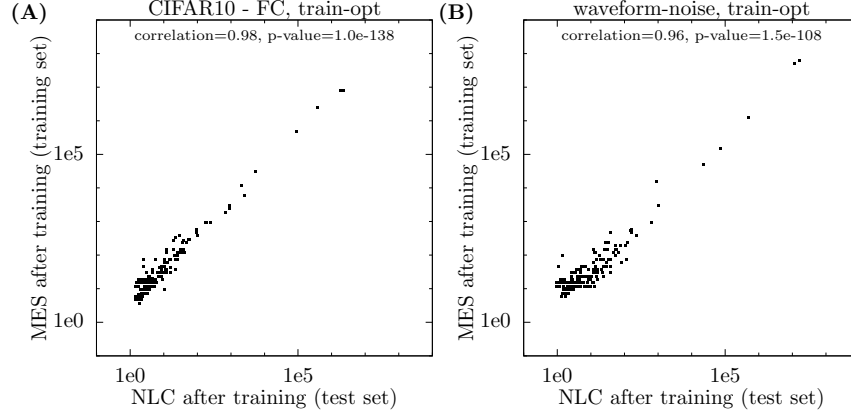 (A)
CIFAR10 - FC, train-opt
correlation=0.98, p-value=1.0e-138
MES after training (training set)
1e5
1e0
1e0
1e5
NLC after training (test set)
(B)
waveform-noise, train-opt
correlation=0.96, p-value=1.5e-108
MES after training (training set)
1e5
1e0
1e0
1e5
NLC after training (test set)